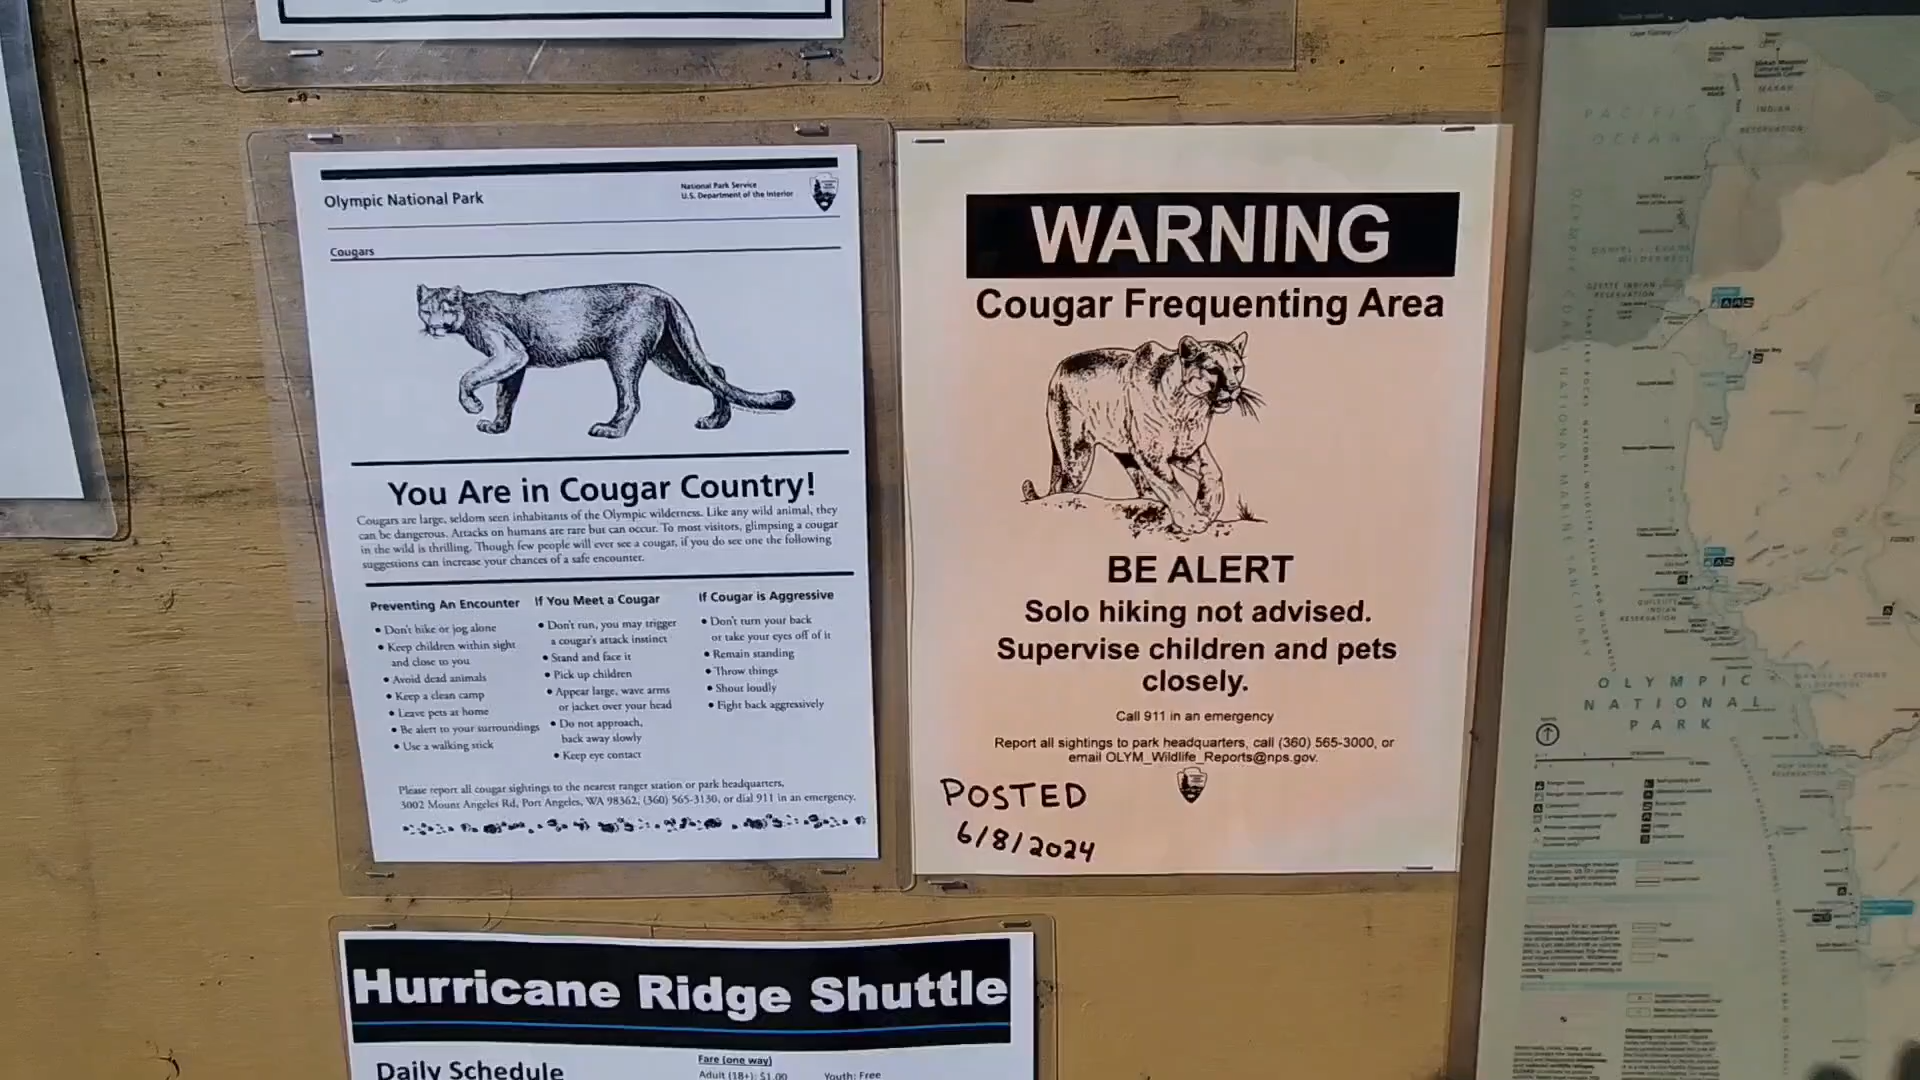 Olympic National Park
National Park Service
U.S. Department of the Interior
Cougars
You Are in Cougar Country!
Cougars are large, seldom seen inhabitants of the Olympic wilderness. Like any wild animal, they
can be dangerous. Attacks on humans are rare but can occur. To most visitors, glimpsing a cougar
in the wild is thrilling. Though few people will ever see a cougar, if you do see one the following
suggestions can increase your chances of a safe encounter.
Preventing An Encounter
• Don't hike or jog alone
• Keep children within sight
and close to you
• Avoid dead animals
• Keep a clean camp
• Leave pets at home
• Be alert to your surroundings
• Use a walking stick
If You Meet a Cougar
• Don't run, you may trigger
a cougar's attack instinct
• Stand and face it
• Pick up children
• Appear large, wave arms
or jacket over your head
• Do not approach,
back away slowly
• Keep eye contact
If Cougar is Aggressive
• Don't turn your back
or take your eyes off of it
• Remain standing
• Throw things
• Shout loudly
• Fight back aggressively
Please report all cougar sightings to the nearest ranger station or park headquarters,
3002 Mount Angeles Rd, Port Angeles, WA 98362, (360) 565-3130, or dial 911 in an emergency.
WARNING
Cougar Frequenting Area
BE ALERT
Solo hiking not advised.
Supervise children and pets
closely.
Call 911 in an emergency
Report all sightings to park headquarters, call (360) 565-3000, or
email OLYM_Wildlife_Reports@nps.gov.
POSTED
6/8/2024
Hurricane Ridge Shuttle
Daily Schedule
Fare (one way)
Adult (18+): $1.00
Youth: Free
PACIFIC
OCEAN
MAKAH
INDIAN
RESERVATION
OLYMPIC
NATIONAL
PARK